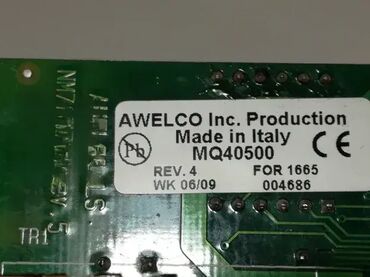 AWELCO Inc. Production
Made in Italy
MQ40500
Pb
CE
REV. 4 FOR 1665
WK 06/09 004686
TR1